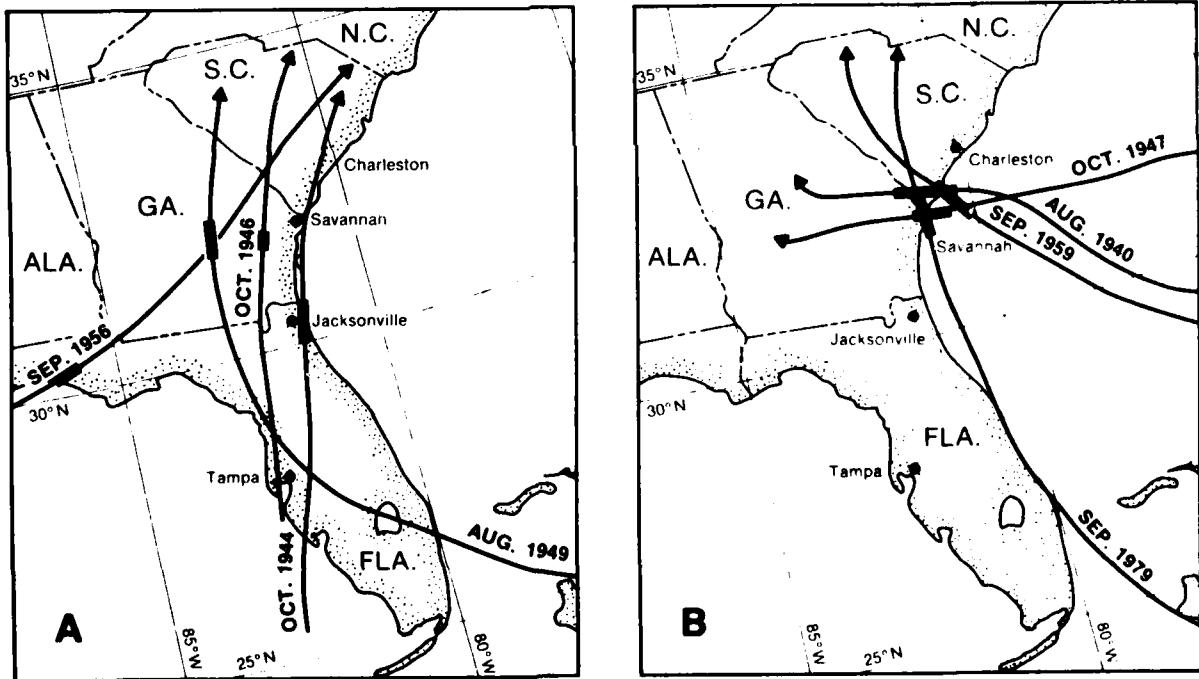 N.C.
S.C.
35° N
Charleston
GA.
Savannah
OCT. 1946
ALA.
Jacksonville
SEP. 1956
30° N
Tampa
AUG. 1949
OCT. 1944
FLA.
A
85° W
25° N
80° W
N.C.
35° N
S.C.
Charleston
OCT. 1947
GA.
AUG. 1940
SEP. 1959
Savannah
ALA.
Jacksonville
30° N
FLA.
Tampa
SEP. 1979
B
85° W
25° N
80° W